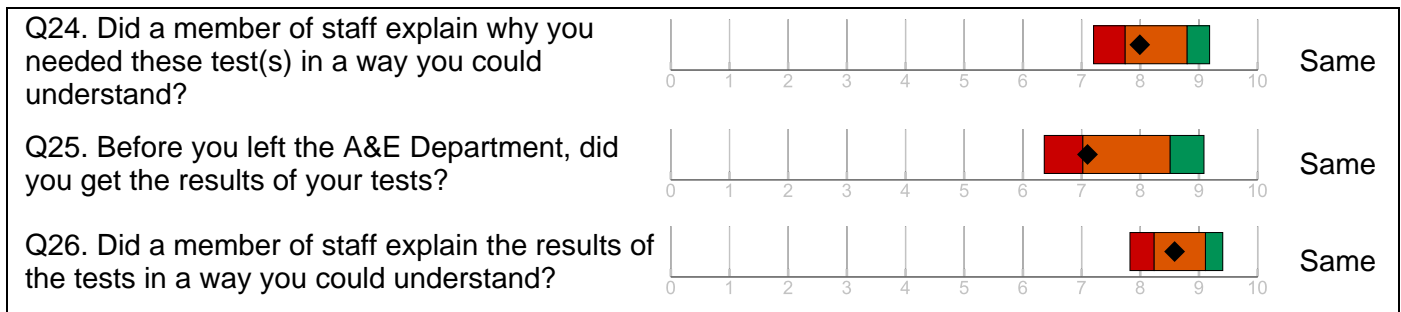 Q24. Did a member of staff explain why you
needed these test(s) in a way you could
understand?
0 1 2 3 4 5 6 7 8 9 10
Same
Q25. Before you left the A&E Department, did
you get the results of your tests?
0 1 2 3 4 5 6 7 8 9 10
Same
Q26. Did a member of staff explain the results of
the tests in a way you could understand?
0 1 2 3 4 5 6 7 8 9 10
Same